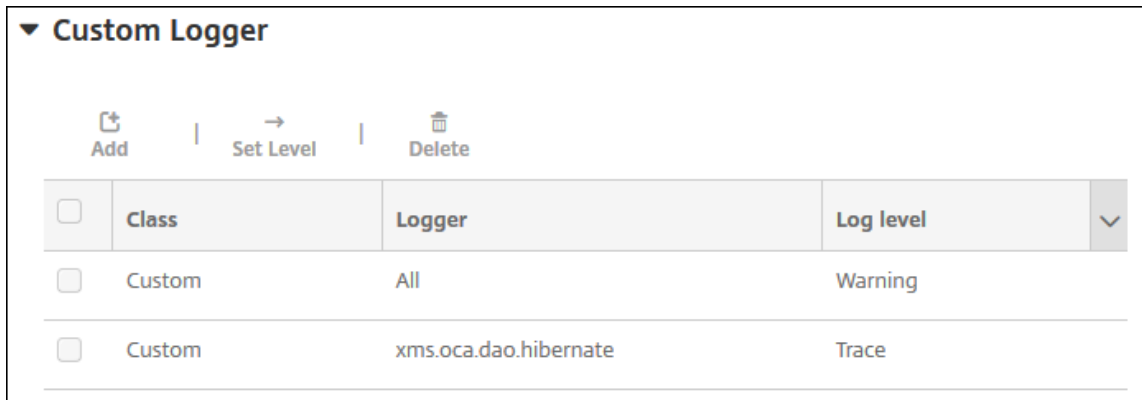 Custom Logger
Add | Set Level | Delete
Class Logger Log level
Custom All Warning
Custom xms.oca.dao.hibernate Trace